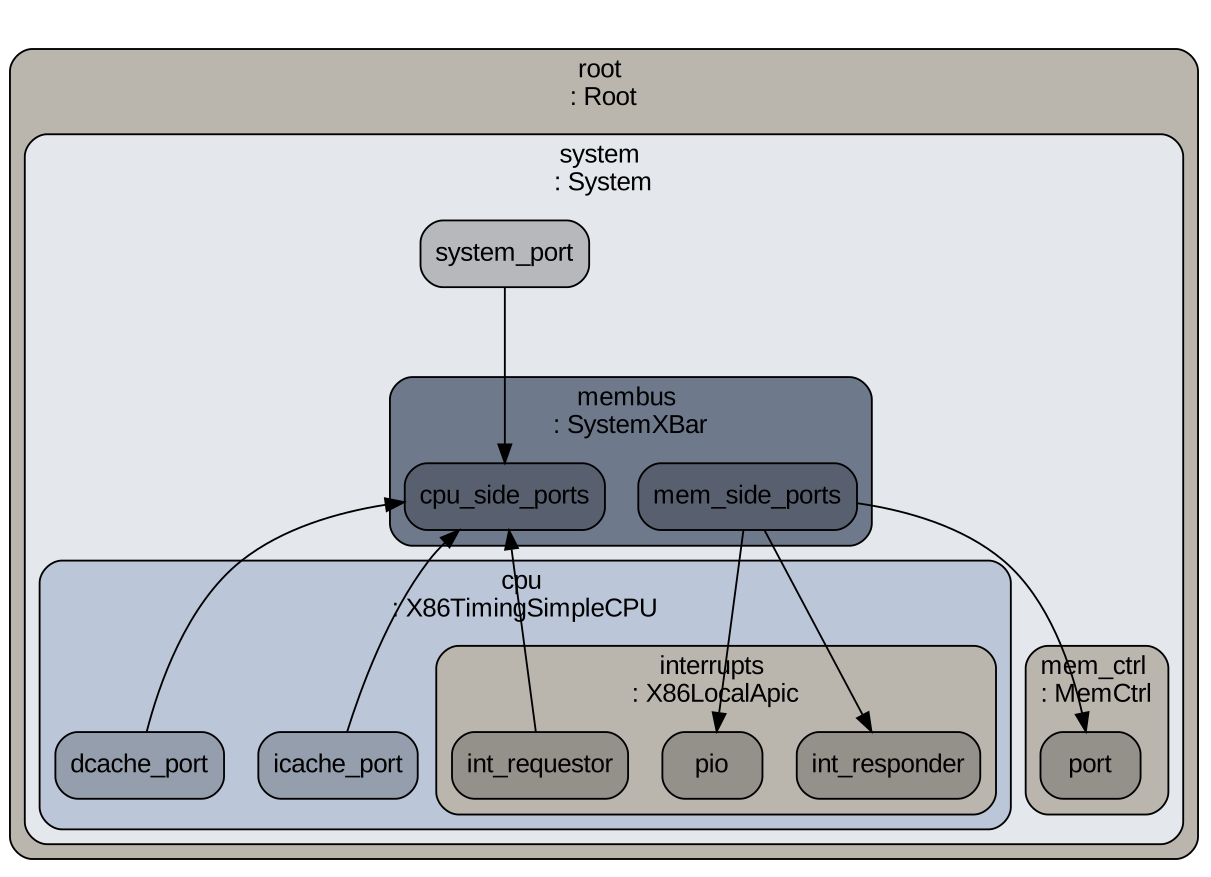 root
: Root
system
: System
system_port
membus
: SystemXBar
cpu_side_ports
mem_side_ports
cpu
: X86TimingSimpleCPU
interrupts
: X86LocalApic
mem_ctrl
: MemCtrl
dcache_port
icache_port
int_requestor
pio
int_responder
port